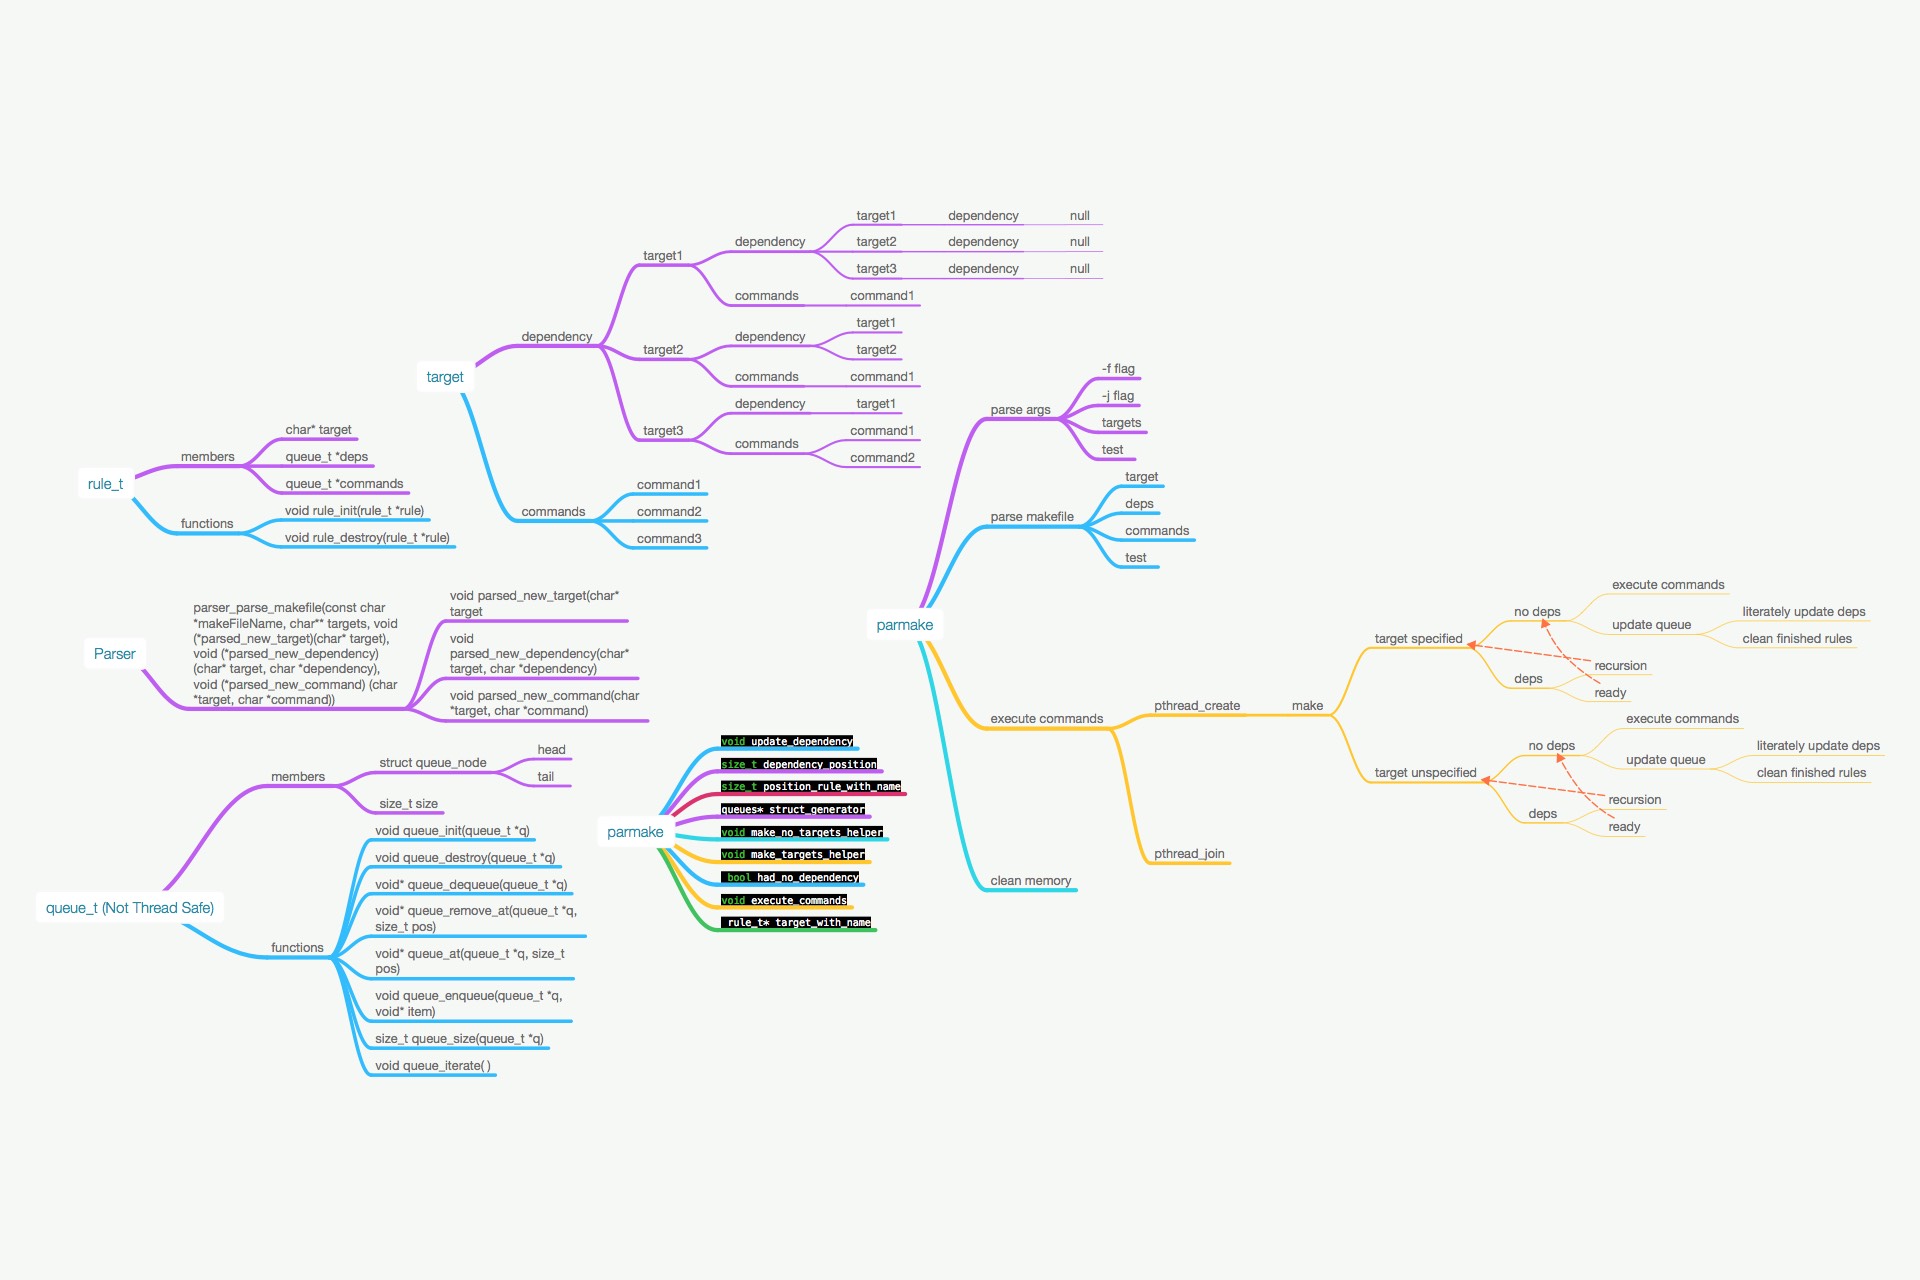 target
dependency
target1
dependency
target1
dependency
null
target2
dependency
null
target3
dependency
null
commands
command1
target2
dependency
target1
target2
commands
command1
target3
dependency
target1
commands
command1
command2
commands
command1
command2
command3
rule_t
members
char* target
queue_t *deps
queue_t *commands
functions
void rule_init(rule_t *rule)
void rule_destroy(rule_t *rule)
Parser
parser_parse_makefile(const char
*makeFileName, char** targets, void
(*parsed_new_target)(char* target),
void (*parsed_new_dependency)
(char* target, char *dependency),
void (*parsed_new_command) (char
*target, char *command))
void parsed_new_target(char*
target
void
parsed_new_dependency(char*
target, char *dependency)
void parsed_new_command(char
*target, char *command)
queue_t (Not Thread Safe)
members
struct queue_node
head
tail
size_t size
functions
void queue_init(queue_t *q)
void queue_destroy(queue_t *q)
void* queue_dequeue(queue_t *q)
void* queue_remove_at(queue_t *q,
size_t pos)
void* queue_at(queue_t *q, size_t
pos)
void queue_enqueue(queue_t *q,
void* item)
size_t queue_size(queue_t *q)
void queue_iterate( )
parmake
void update_dependency
size_t dependency_position
size_t position_rule_with_name
queues* struct_generator
void make_no_targets_helper
void make_targets_helper
bool had_no_dependency
void execute_commands
rule_t* target_with_name
parmake
parse args
-f flag
-j flag
targets
test
parse makefile
target
deps
commands
test
execute commands
pthread_create
make
target specified
no deps
execute commands
update queue
literately update deps
clean finished rules
deps
recursion
ready
target unspecified
no deps
execute commands
update queue
literately update deps
clean finished rules
deps
recursion
ready
pthread_join
clean memory